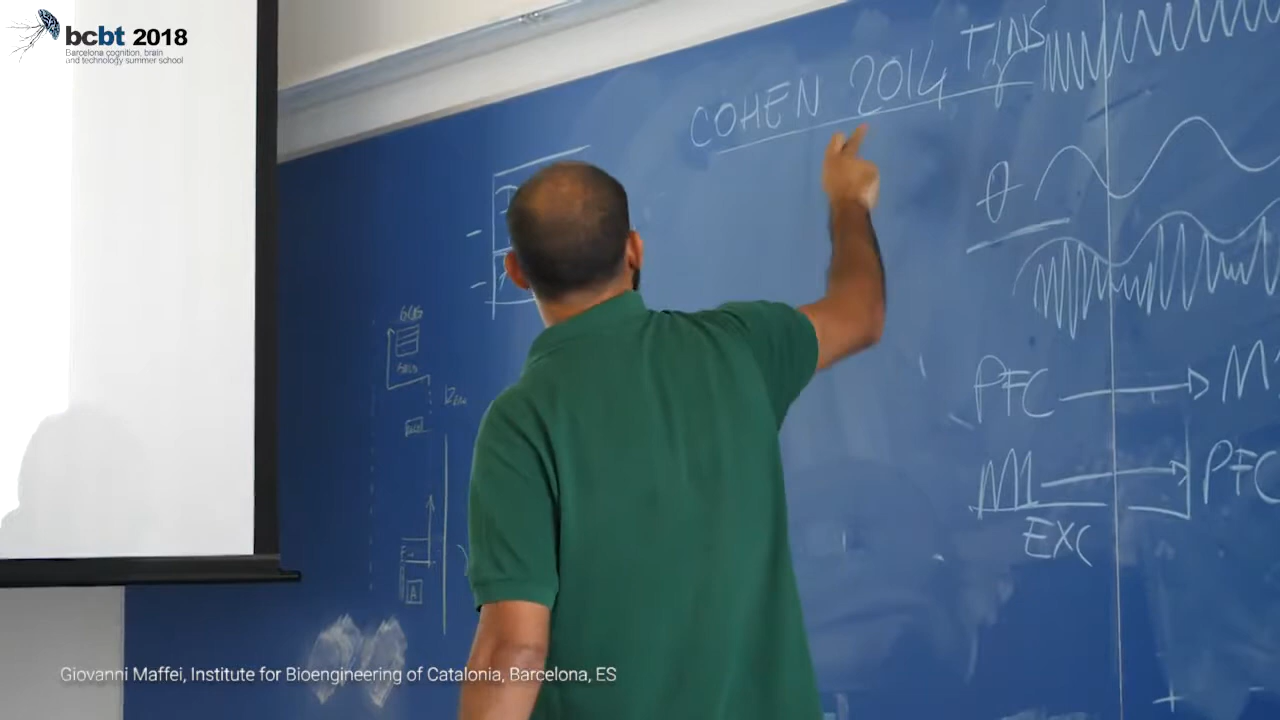 bcbt 2018
Barcelona cognition, brain
and technology summer school
COHEN 2014 TINS
θ
PFC → M
M1 → PFC
EXC
A
Giovanni Maffei, Institute for Bioengineering of Catalonia, Barcelona, ES